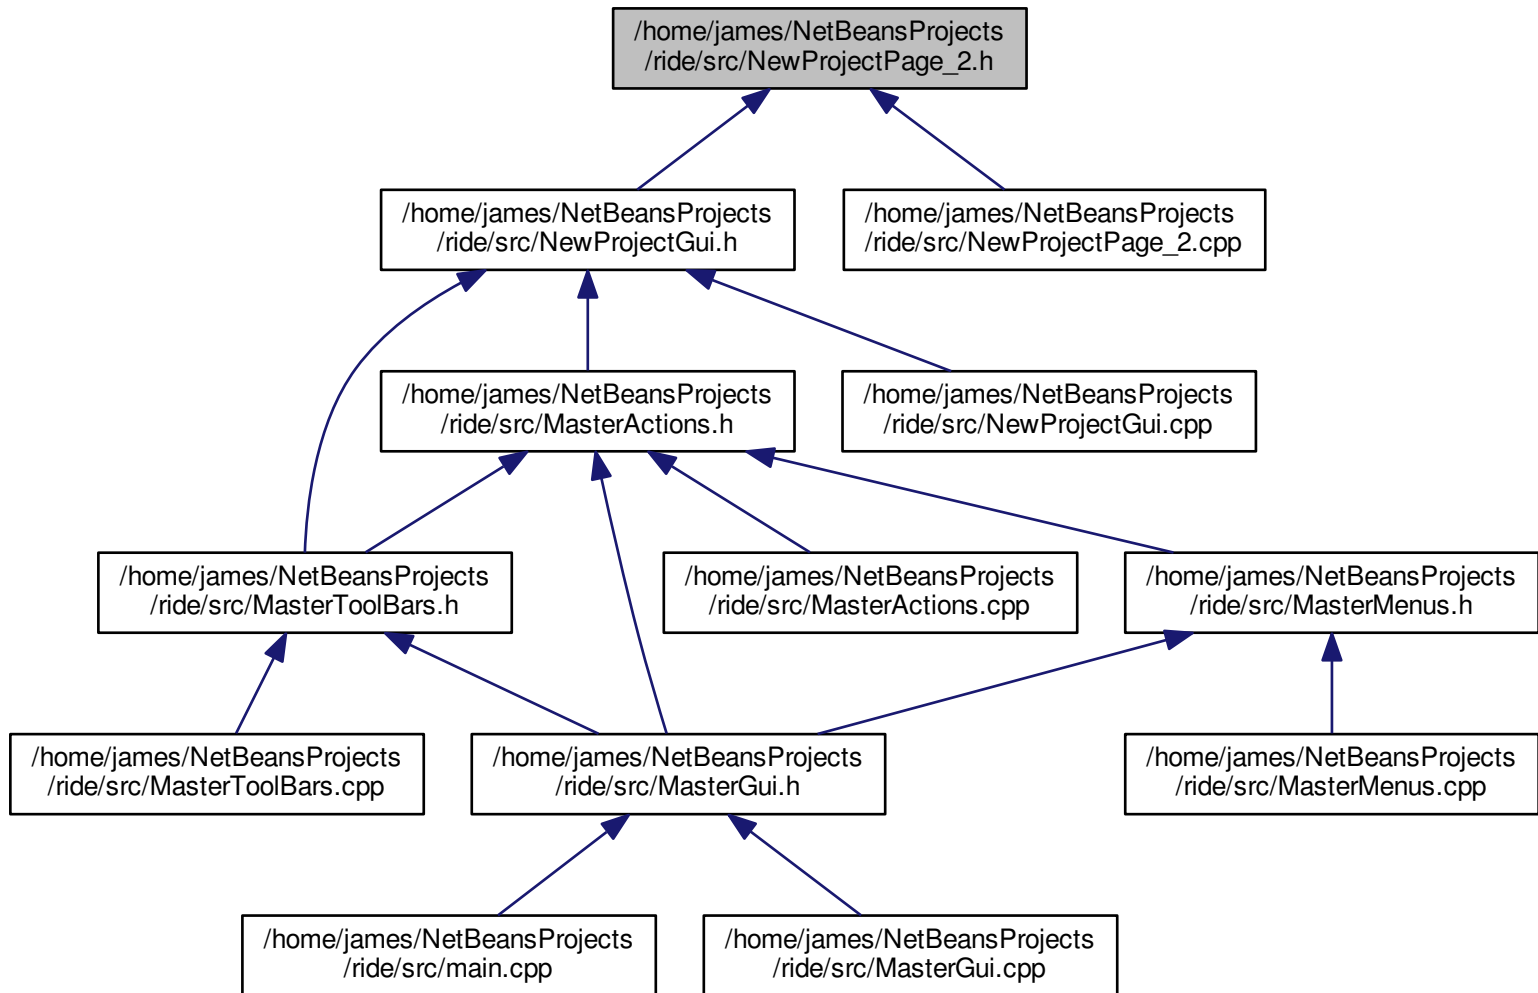 /home/james/NetBeansProjects
/ride/src/NewProjectPage_2.h
/home/james/NetBeansProjects
/ride/src/NewProjectGui.h
/home/james/NetBeansProjects
/ride/src/NewProjectPage_2.cpp
/home/james/NetBeansProjects
/ride/src/MasterActions.h
/home/james/NetBeansProjects
/ride/src/NewProjectGui.cpp
/home/james/NetBeansProjects
/ride/src/MasterToolBars.h
/home/james/NetBeansProjects
/ride/src/MasterActions.cpp
/home/james/NetBeansProjects
/ride/src/MasterMenus.h
/home/james/NetBeansProjects
/ride/src/MasterToolBars.cpp
/home/james/NetBeansProjects
/ride/src/MasterGui.h
/home/james/NetBeansProjects
/ride/src/MasterMenus.cpp
/home/james/NetBeansProjects
/ride/src/main.cpp
/home/james/NetBeansProjects
/ride/src/MasterGui.cpp